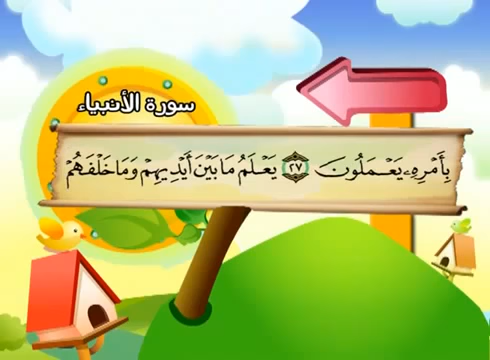 سورة الأنبياء
بِأَمْرِهِۦ يَعْمَلُونَ ٢٧ يَعْلَمُ مَا بَيْنَ أَيْدِيهِمْ وَمَا خَلْفَهُمْ